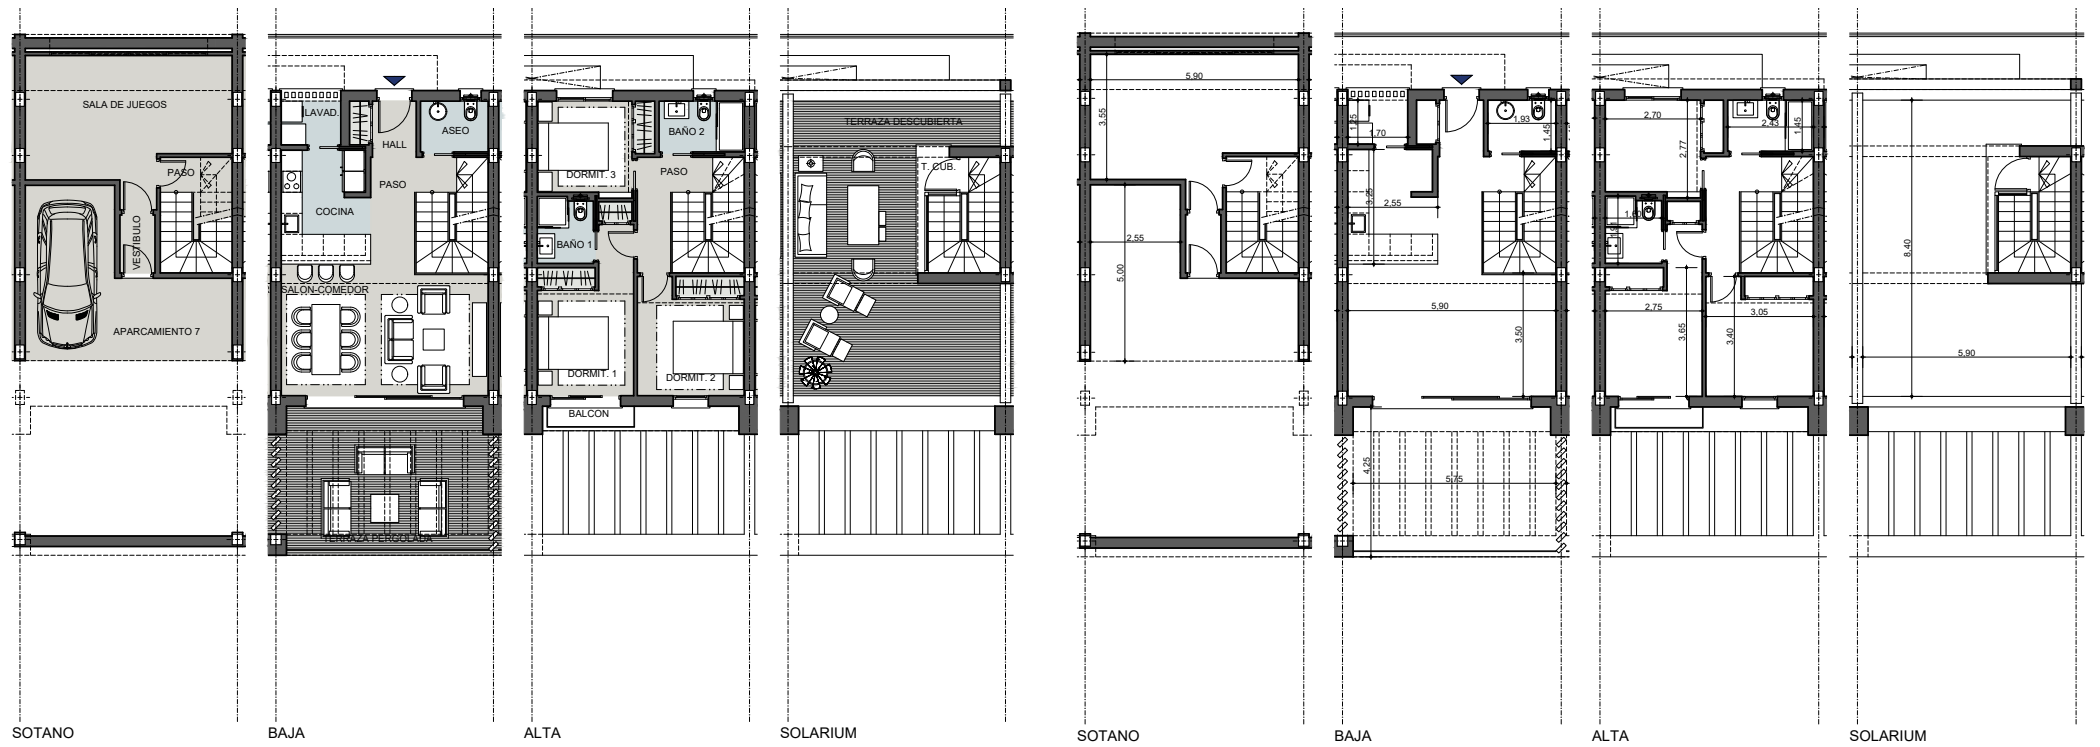 SALA DE JUEGOS
PASO
VESTIBULO
APARCAMIENTO 7
SOTANO
LAVAD.
ASEO
HALL
PASO
COCINA
SALON-COMEDOR
TERRAZA PERGOLADA
BAJA
BAÑO 2
DORMIT. 3
PASO
BAÑO 1
DORMIT. 1
DORMIT. 2
BALCON
ALTA
TERRAZA DESCUBIERTA
T. CUB.
SOLARIUM
5,90
3,55
2,55
5,00
SOTANO
1,25
1,70
1,93
1,45
3,25
2,55
5,90
3,50
4,25
5,75
BAJA
2,70
2,43
1,45
2,77
1,60
2,75
3,65
3,40
3,05
ALTA
8,40
5,90
SOLARIUM